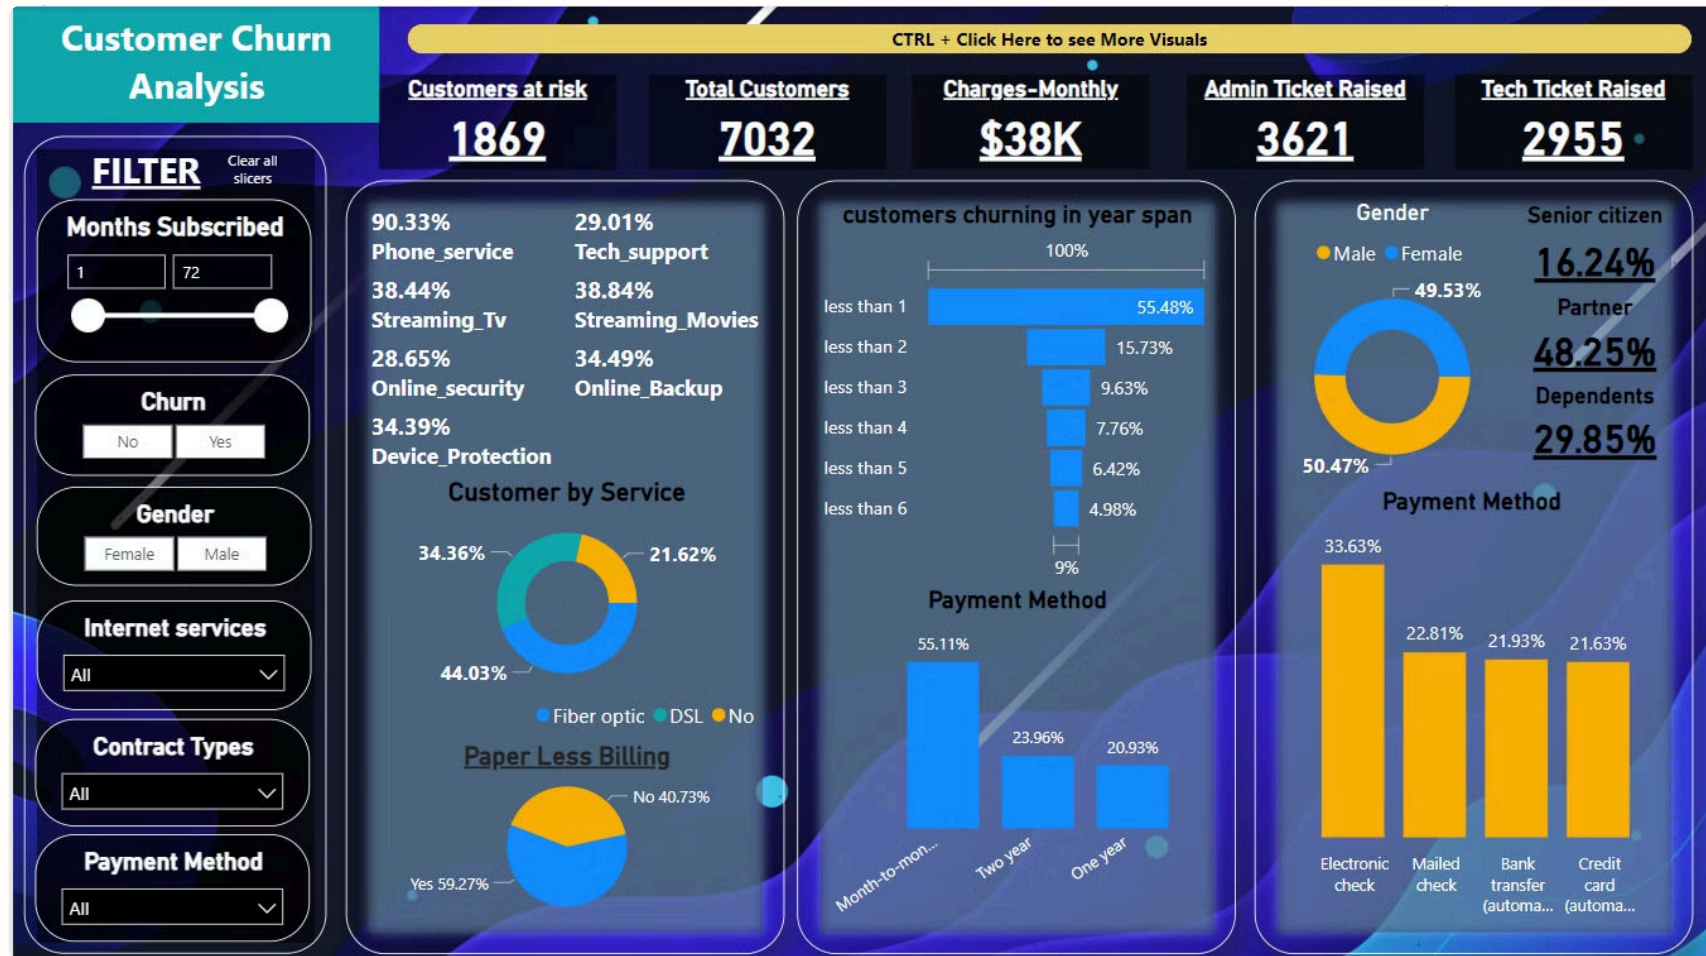 Customer Churn
Analysis
CTRL + Click Here to see More Visuals
Customers at risk
1869
Total Customers
7032
Charges-Monthly
$38K
Admin Ticket Raised
3621
Tech Ticket Raised
2955
FILTER
Clear all
slicers
Months Subscribed
1
72
Churn
No
Yes
Gender
Female
Male
Internet services
All
Contract Types
All
Payment Method
All
90.33%
Phone_service
29.01%
Tech_support
38.44%
Streaming_Tv
38.84%
Streaming_Movies
28.65%
Online_security
34.49%
Online_Backup
34.39%
Device_Protection
Customer by Service
34.36%
21.62%
44.03%
Fiber optic
DSL
No
Paper Less Billing
No 40.73%
Yes 59.27%
customers churning in year span
100%
less than 1
55.48%
less than 2
15.73%
less than 3
9.63%
less than 4
7.76%
less than 5
6.42%
less than 6
4.98%
9%
Payment Method
55.11%
23.96%
20.93%
Month-to-mon...
Two year
One year
Gender
Male
Female
49.53%
50.47%
Senior citizen
16.24%
Partner
48.25%
Dependents
29.85%
Payment Method
33.63%
22.81%
21.93%
21.63%
Electronic
check
Mailed
check
Bank
transfer
(automa...
Credit
card
(automa...